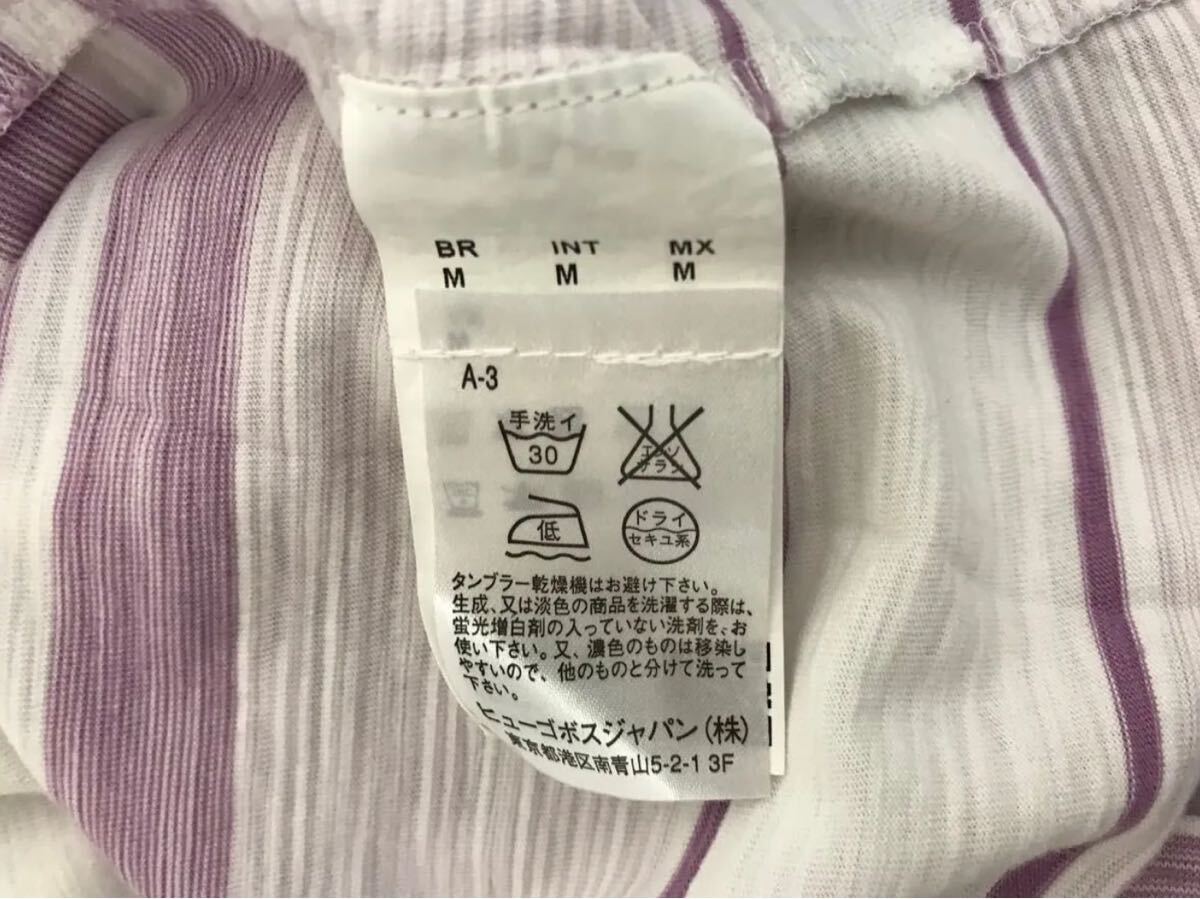 BR INT MX
M M M
A-3
手洗イ
30
エンソ
サラシ
低
ドライ
セキユ系
タンブラー乾燥機はお避け下さい。
生成、又は淡色の商品を洗濯する際は、
蛍光増白剤の入っていない洗剤を、お
使い下さい。又、濃色のものは移染し
やすいので、他のものと分けて洗って
下さい。
ヒューゴボスジャパン(株)
東京都港区南青山5-2-1 3F